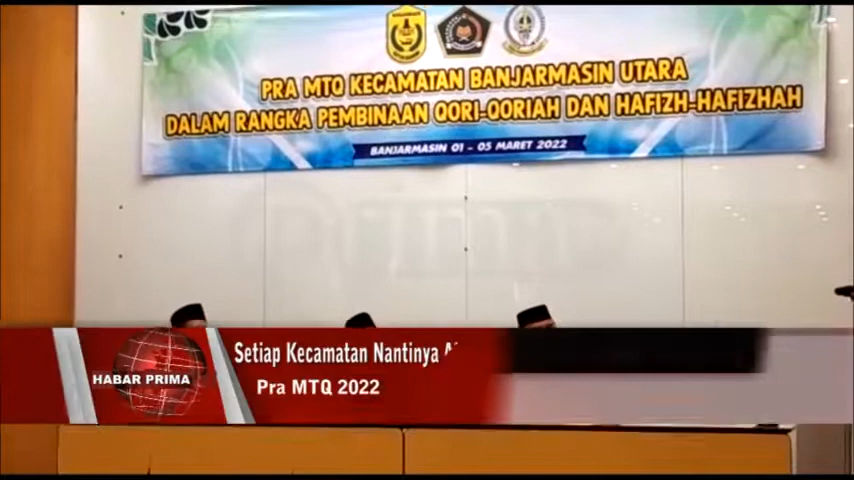 PRA MTQ KECAMATAN BANJARMASIN UTARA
DALAM RANGKA PEMBINAAN QORI-QORIAH DAN HAFIZH-HAFIZHAH
BANJARMASIN 01 - 05 MARET 2022
HABAR PRIMA
Setiap Kecamatan Nantinya
Pra MTQ 2022